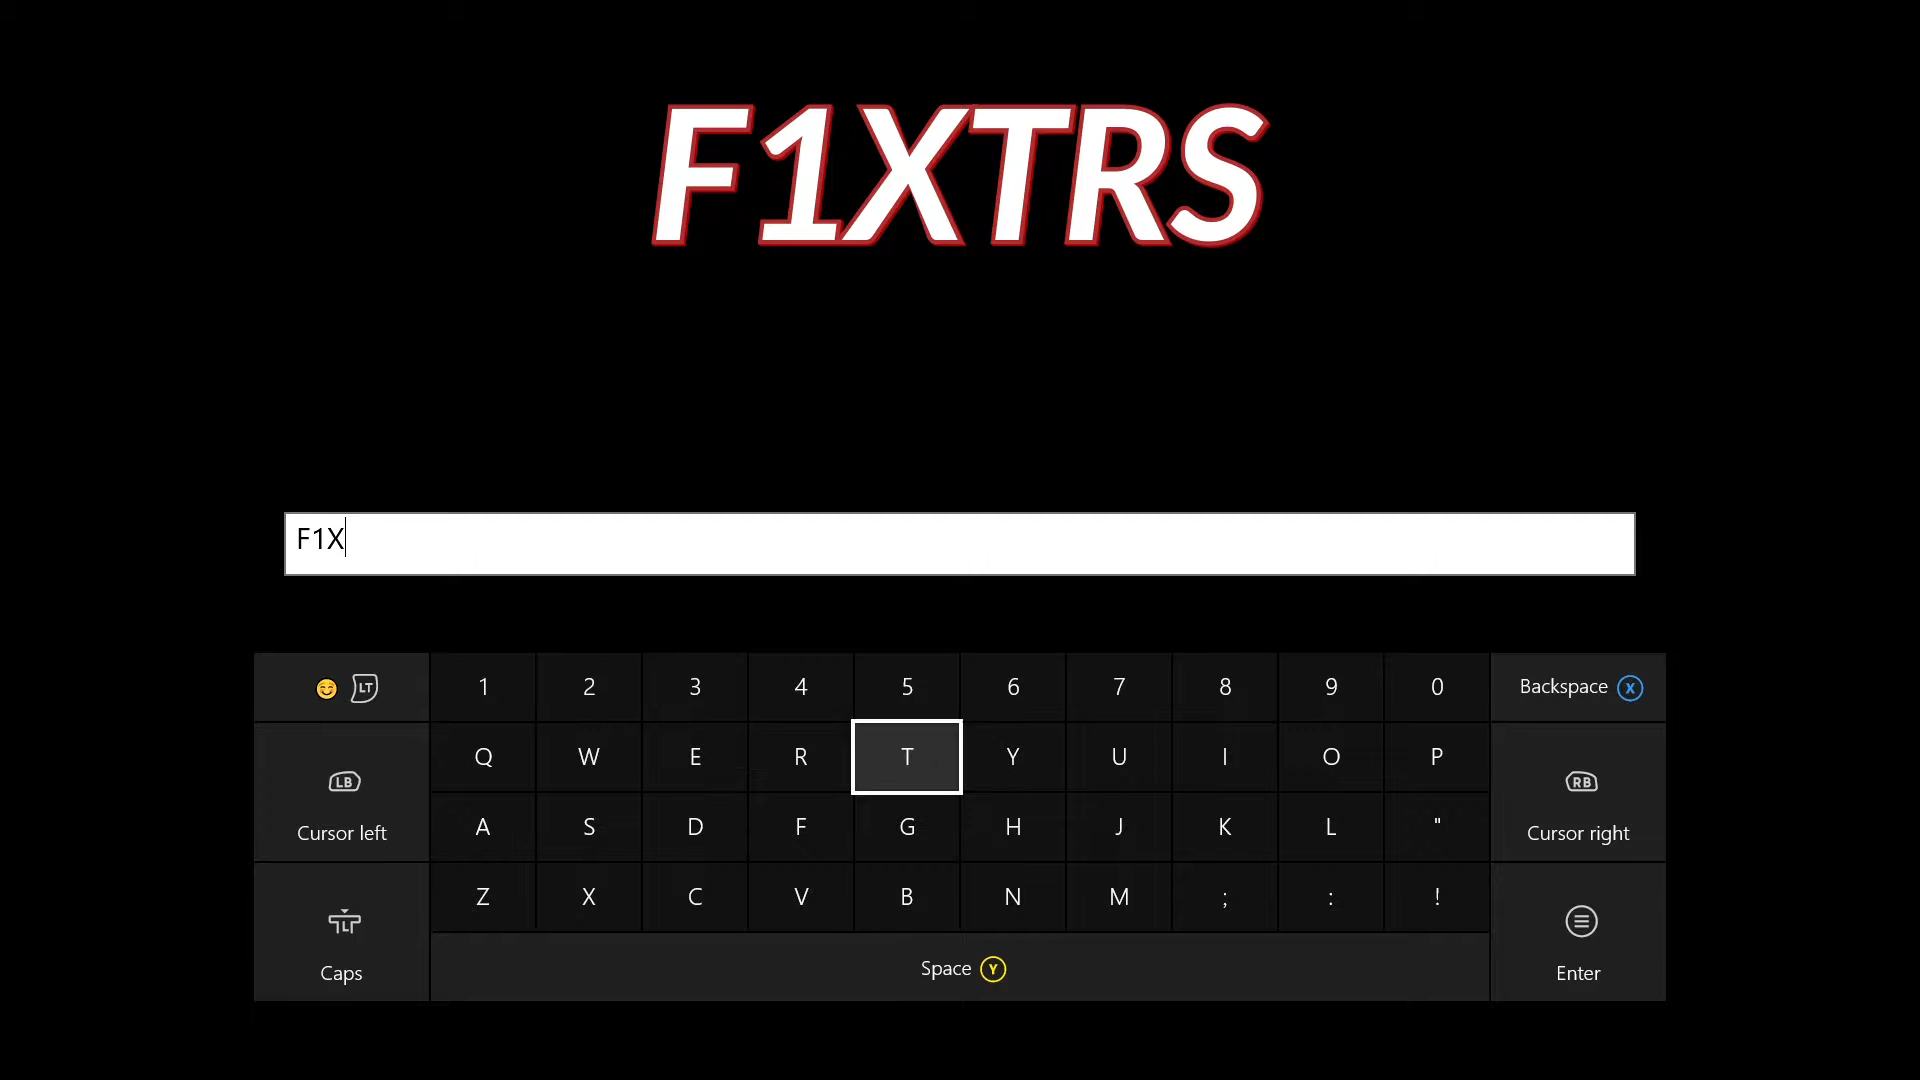 F1XTRS
F1X
😊 LT 1 2 3 4 5 6 7 8 9 0 Backspace X
Q W E R T Y U I O P
LB RB
Cursor left A S D F G H J K L " Cursor right
Z X C V B N M ; : !
Caps Space Y Enter